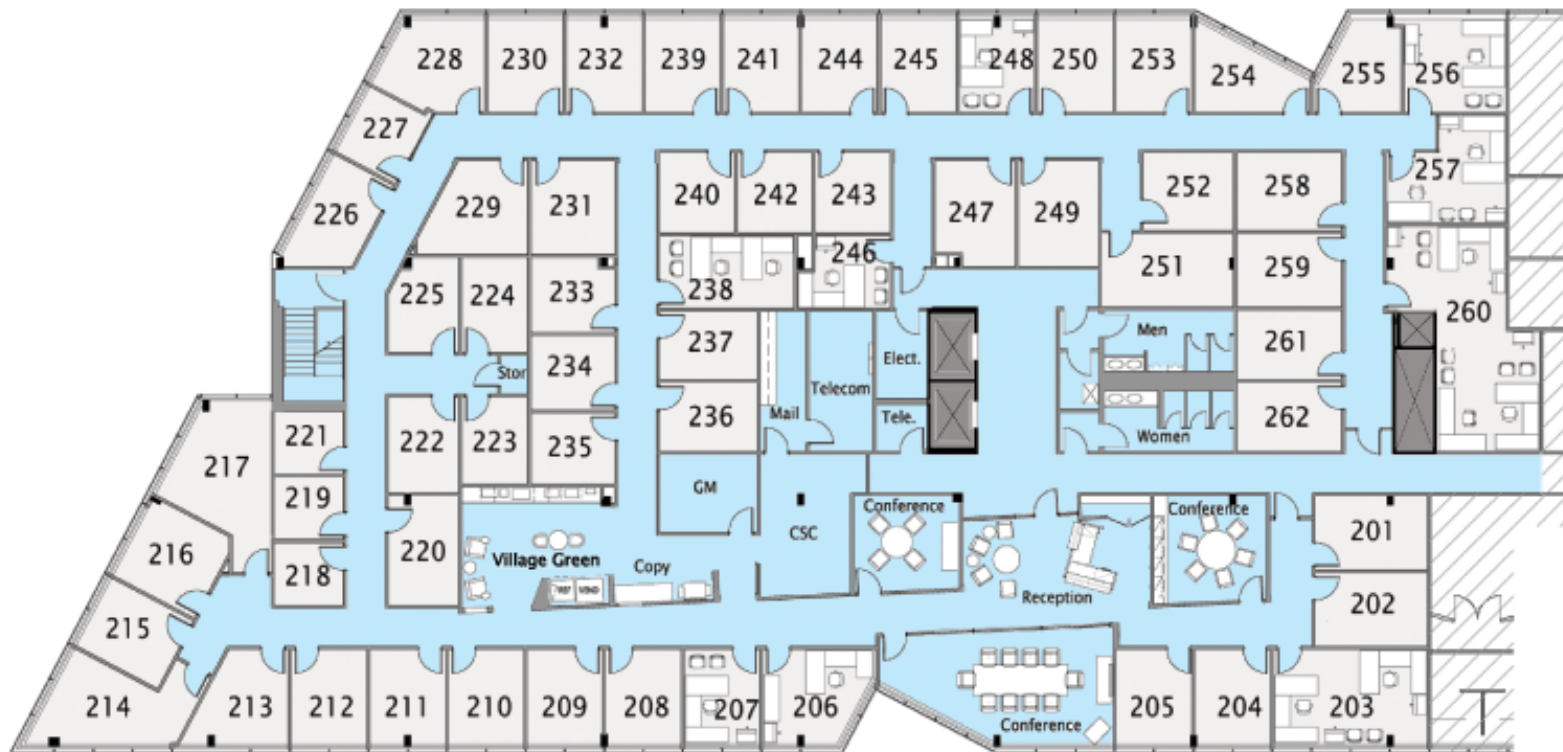 228 230 232 239 241 244 245 248 250 253 254 255 256
227
226 229 231 240 242 243 247 249 252 258 257
246
225 224 233 238 251 259 260
237 Elect. Men 261
Stor 234 Telecom
221 222 223 235 236 Mail Tele. Women 262
217
219 GM
216 218 220 Conference Conference 201
CSC
Village Green Copy
Reception
215 202
214 213 212 211 210 209 208 207 206 205 204 203
Conference
T